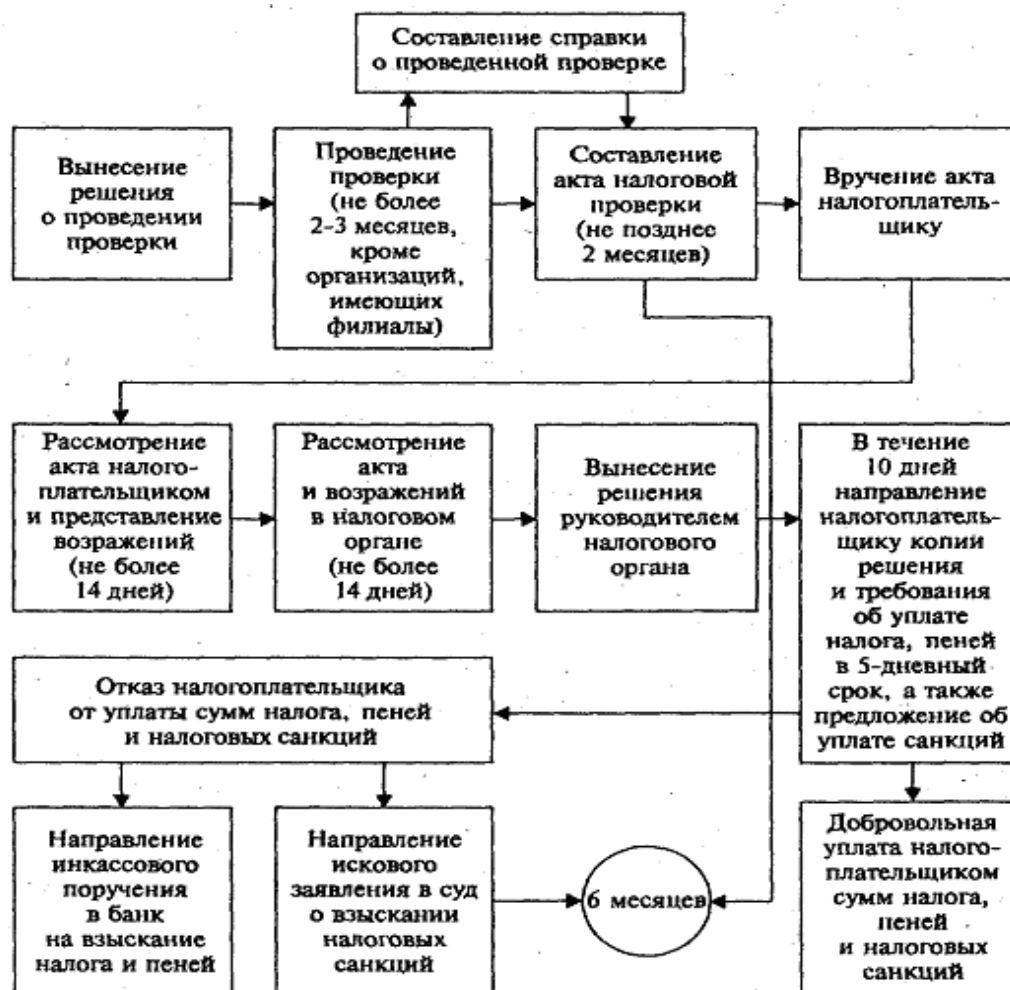 Составление справки
о проведенной проверке
Вынесение
решения
о проведении
проверки
Проведение
проверки
(не более
2-3 месяцев,
кроме
организаций,
имеющих
филиалы)
Составление
акта налоговой
проверки
(не позднее
2 месяцев)
Вручение акта
налогоплатель-
щику
Рассмотрение
акта налого-
плательщиком
и представление
возражений
(не более
14 дней)
Рассмотрение
акта
и возражений
в налоговом
органе
(не более
14 дней)
Вынесение
решения
руководителем
налогового
органа
В течение
10 дней
направление
налогоплатель-
щику копии
решения
и требования
об уплате
налога, пеней
в 5-дневный
срок, а также
предложение об
уплате санкций
Отказ налогоплательщика
от уплаты сумм налога, пеней
и налоговых санкций
Направление
инкассового
поручения
в банк
на взыскание
налога и пеней
Направление
искового
заявления в суд
о взыскании
налоговых
санкций
6 месяцев
Добровольная
уплата налого-
плательщиком
сумм налога,
пеней
и налоговых
санкций